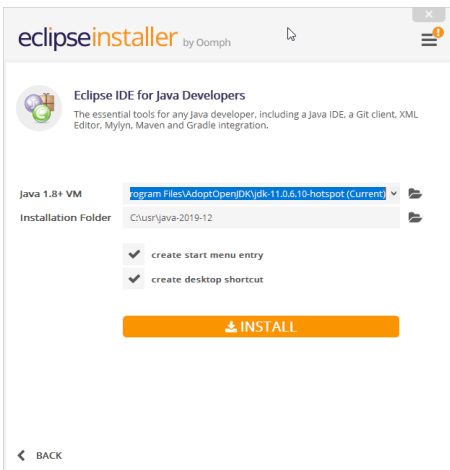 eclipseinstaller by Oomph
Eclipse IDE for Java Developers
The essential tools for any Java developer, including a Java IDE, a Git client, XML
Editor, Mylyn, Maven and Gradle integration.
Java 1.8+ VM rogram Files\AdoptOpenJDK\jdk-11.0.6.10-hotspot (Current)
Installation Folder C:\usr\java-2019-12
create start menu entry
create desktop shortcut
INSTALL
BACK